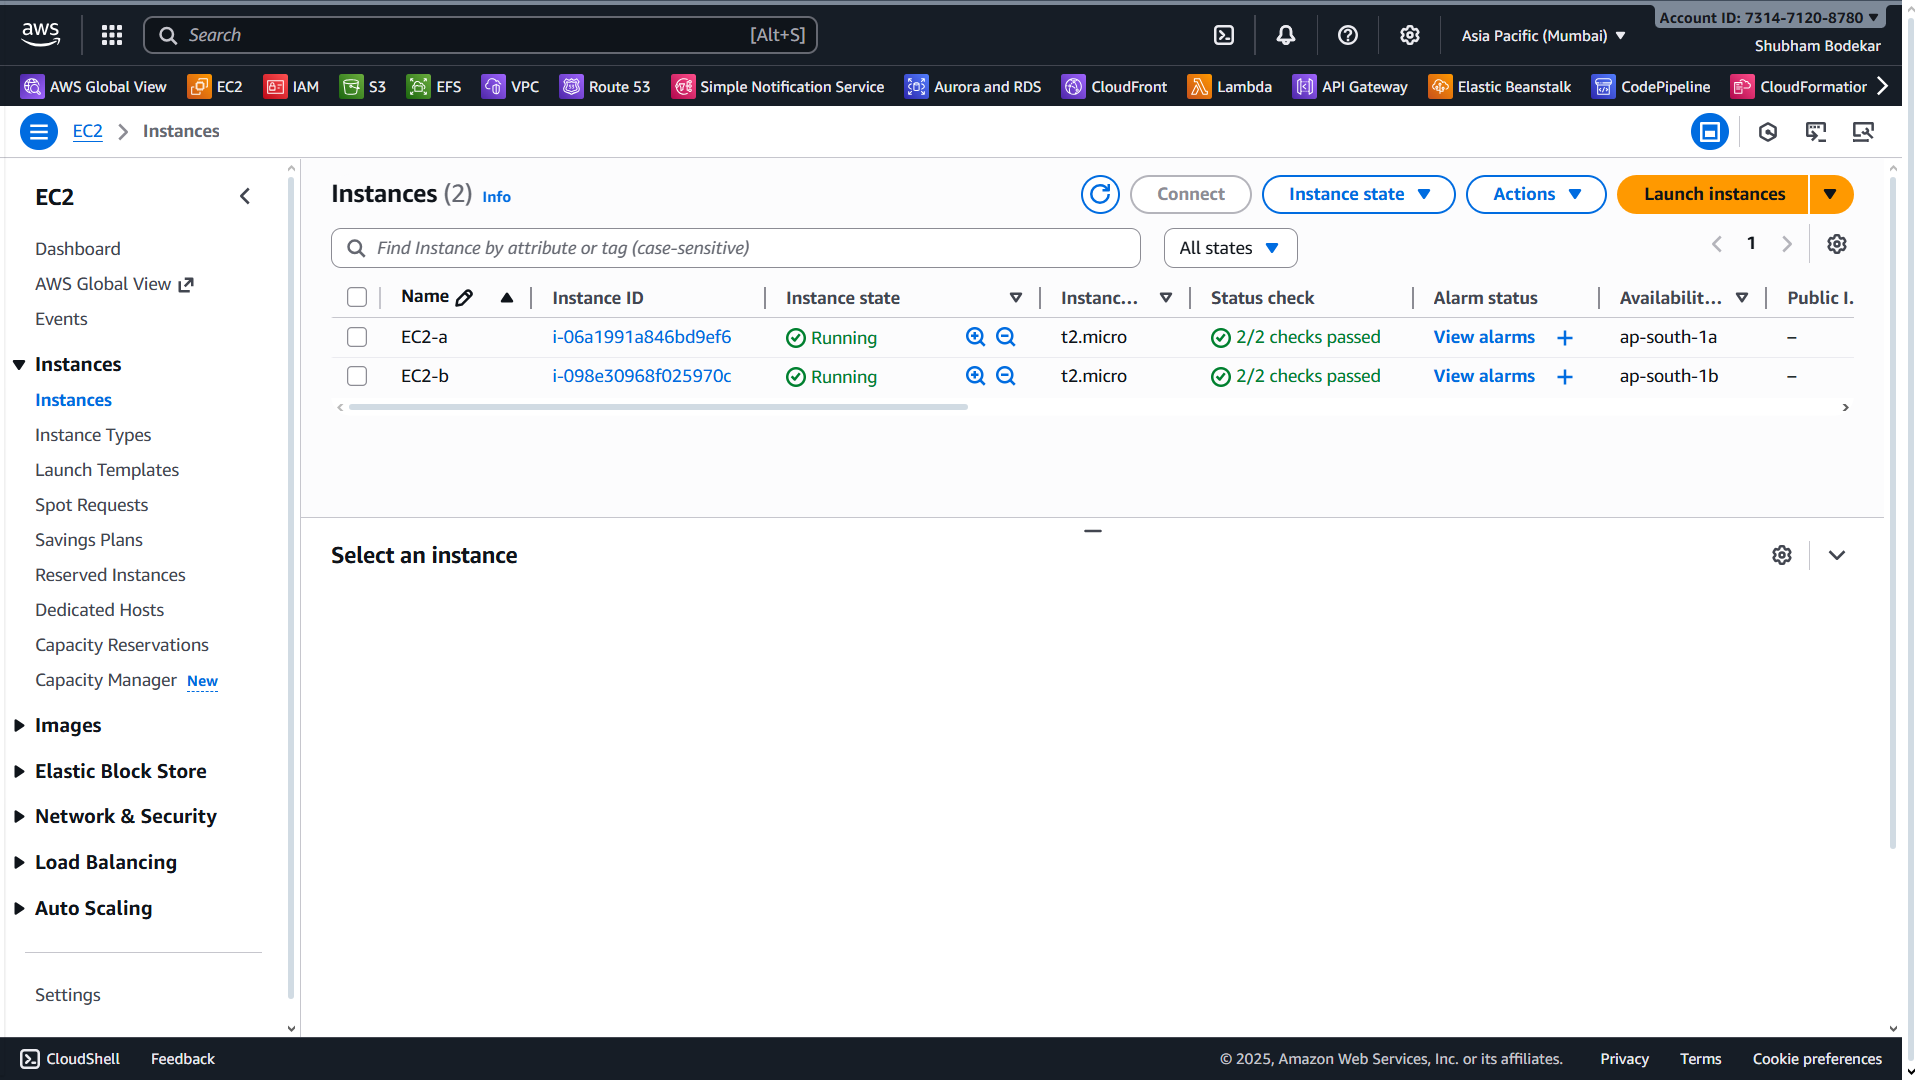 aws
Search [Alt+S]
Asia Pacific (Mumbai)
Account ID: 7314-7120-8780
Shubham Bodekar
AWS Global View EC2 IAM S3 EFS VPC Route 53 Simple Notification Service Aurora and RDS CloudFront Lambda API Gateway Elastic Beanstalk CodePipeline CloudFormation
EC2 Instances
EC2
Dashboard
AWS Global View
Events
Instances
Instances
Instance Types
Launch Templates
Spot Requests
Savings Plans
Reserved Instances
Dedicated Hosts
Capacity Reservations
Capacity Manager New
Images
Elastic Block Store
Network & Security
Load Balancing
Auto Scaling
Settings
Instances (2) Info
Connect Instance state Actions Launch instances
Find Instance by attribute or tag (case-sensitive) All states 1
Name Instance ID Instance state Instanc... Status check Alarm status Availabilit... Public I.
EC2-a i-06a1991a846bd9ef6 Running t2.micro 2/2 checks passed View alarms + ap-south-1a –
EC2-b i-098e30968f025970c Running t2.micro 2/2 checks passed View alarms + ap-south-1b –
Select an instance
CloudShell Feedback © 2025, Amazon Web Services, Inc. or its affiliates. Privacy Terms Cookie preferences